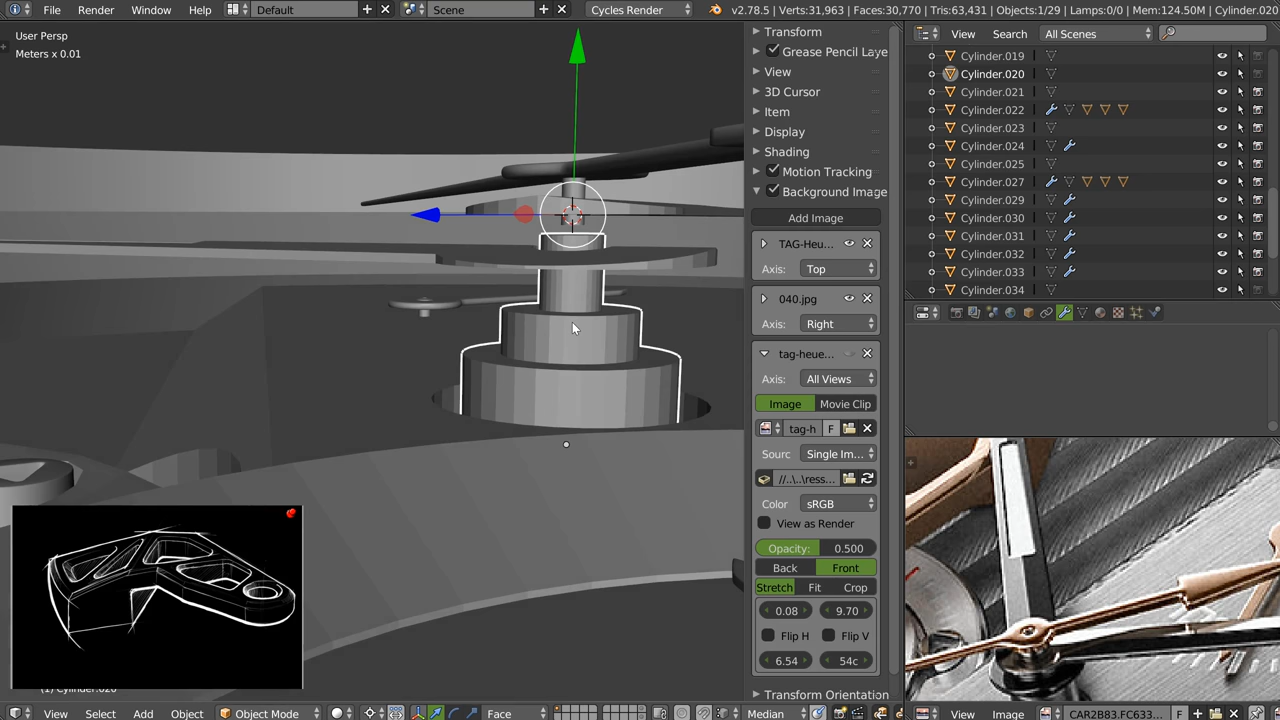 File Render Window Help Default Scene Cycles Render v2.78.5 | Verts:31,963 | Faces:30,770 | Tris:63,431 | Objects:1/29 | Lamps:0/0 | Mem:124.50M | Cylinder.020
User Persp
Meters x 0.01
Transform
Grease Pencil Laye
View
3D Cursor
Item
Display
Shading
Motion Tracking
Background Image
Add Image
TAG-Heu...
Axis: Top
040.jpg
Axis: Right
tag-heue...
Axis: All Views
Image Movie Clip
tag-h F
Sourc Single Im...
//..\..\ress...
Color sRGB
View as Render
Opacity: 0.500
Back Front
Stretch Fit Crop
0.08 9.70
Flip H Flip V
6.54 54c
Transform Orientation
View Search All Scenes
Cylinder.019
Cylinder.020
Cylinder.021
Cylinder.022
Cylinder.023
Cylinder.024
Cylinder.025
Cylinder.027
Cylinder.029
Cylinder.030
Cylinder.031
Cylinder.032
Cylinder.033
Cylinder.034
(1) Cylinder.020
View Select Add Object Object Mode Face Median
View Image CAR2B83.FC633... F